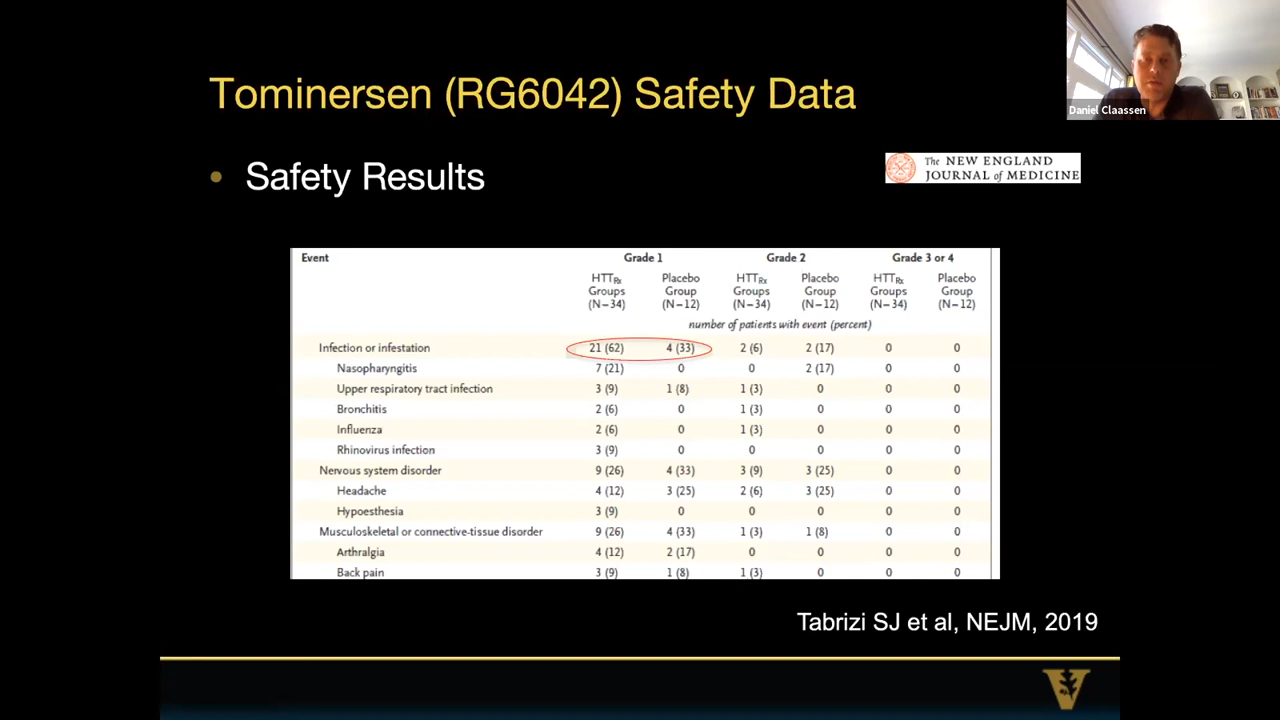 Tominersen (RG6042) Safety Data
Daniel Claassen
• Safety Results
The NEW ENGLAND
JOURNAL of MEDICINE
Event Grade 1 Grade 2 Grade 3 or 4
HTTRx Placebo HTTRx Placebo HTTRx Placebo
Groups Group Groups Group Groups Group
(N–34) (N–12) (N–34) (N–12) (N–34) (N–12)
number of patients with event (percent)
Infection or infestation 21 (62) 4 (33) 2 (6) 2 (17) 0 0
Nasopharyngitis 7 (21) 0 0 2 (17) 0 0
Upper respiratory tract infection 3 (9) 1 (8) 1 (3) 0 0 0
Bronchitis 2 (6) 0 1 (3) 0 0 0
Influenza 2 (6) 0 1 (3) 0 0 0
Rhinovirus infection 3 (9) 0 0 0 0 0
Nervous system disorder 9 (26) 4 (33) 3 (9) 3 (25) 0 0
Headache 4 (12) 3 (25) 2 (6) 3 (25) 0 0
Hypoesthesia 3 (9) 0 0 0 0 0
Musculoskeletal or connective-tissue disorder 9 (26) 4 (33) 1 (3) 1 (8) 0 0
Arthralgia 4 (12) 2 (17) 0 0 0 0
Back pain 3 (9) 1 (8) 1 (3) 0 0 0
Tabrizi SJ et al, NEJM, 2019